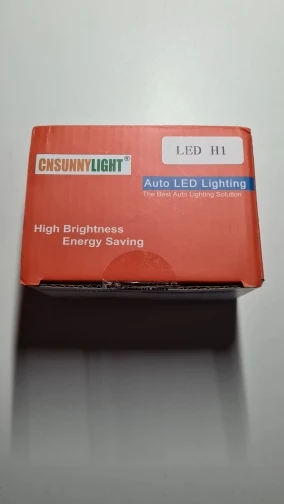 LED H1
CNSUNNYLIGHT®
Auto LED Lighting
The Best Auto Lighting Solution
High Brightness
Energy Saving